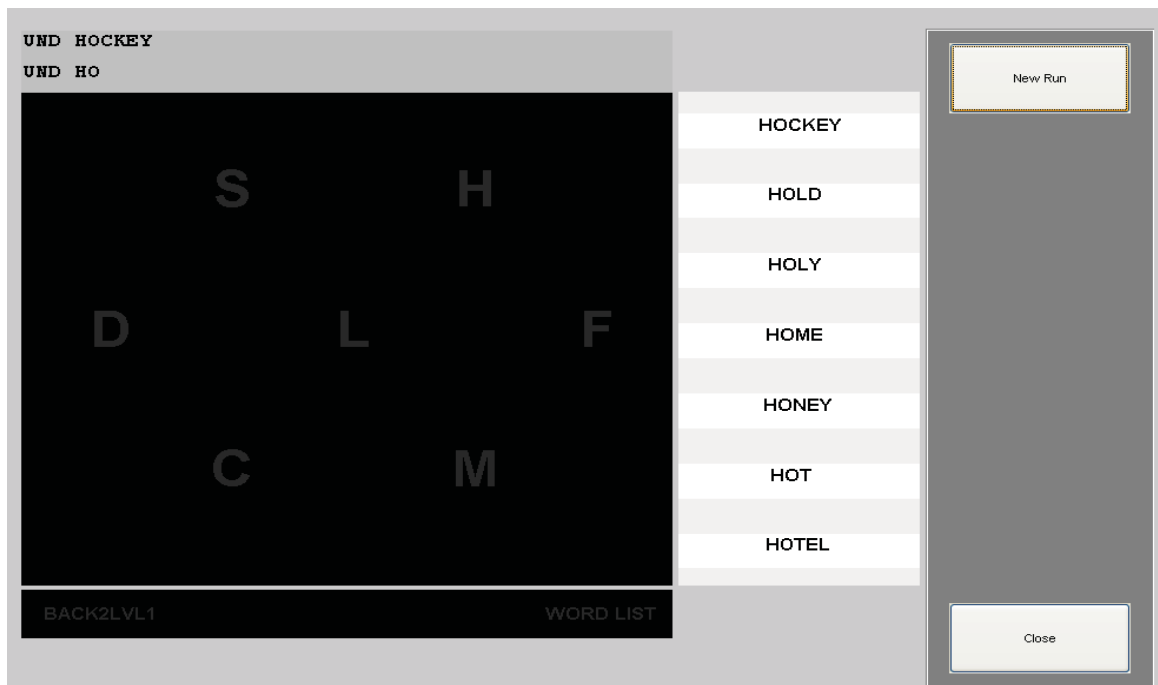 UND HOCKEY
UND HO
S H
D L F
C M
BACK2LVL1 WORD LIST
HOCKEY
HOLD
HOLY
HOME
HONEY
HOT
HOTEL
New Run
Close